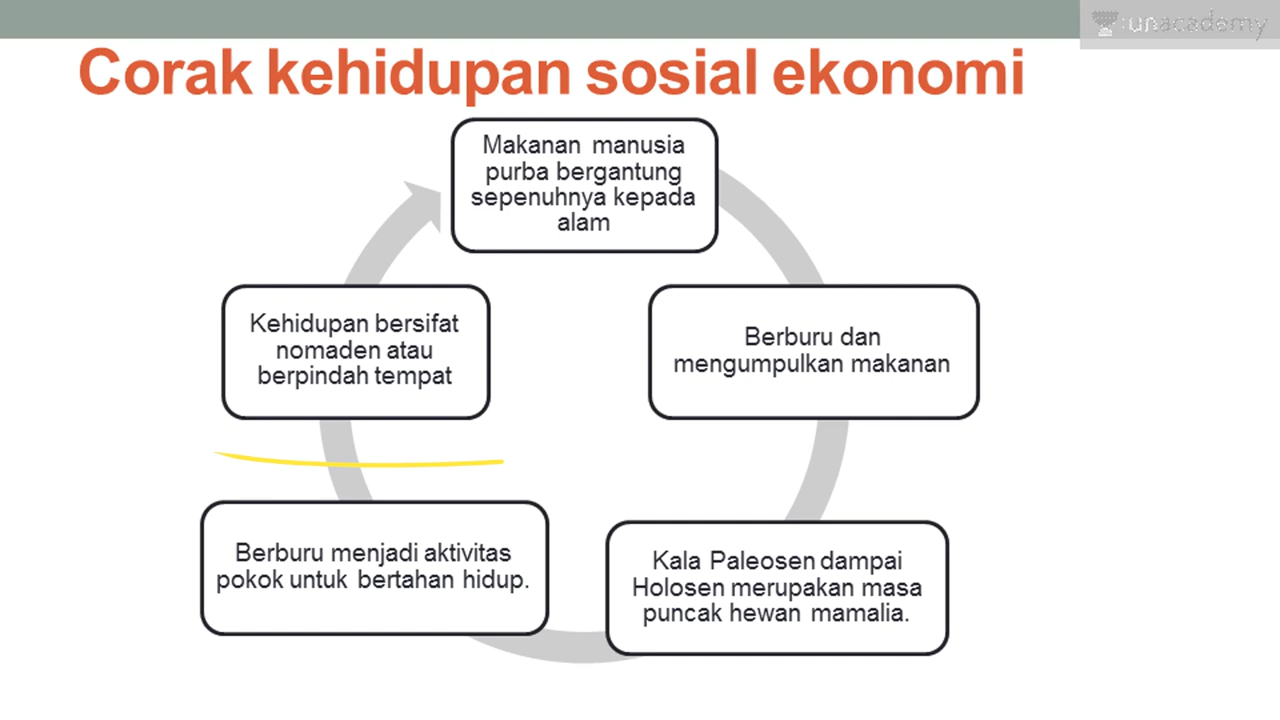 unacademy
Corak kehidupan sosial ekonomi
Makanan manusia
purba bergantung
sepenuhnya kepada
alam
Berburu dan
mengumpulkan makanan
Kala Paleosen dampai
Holosen merupakan masa
puncak hewan mamalia.
Berburu menjadi aktivitas
pokok untuk bertahan hidup.
Kehidupan bersifat
nomaden atau
berpindah tempat